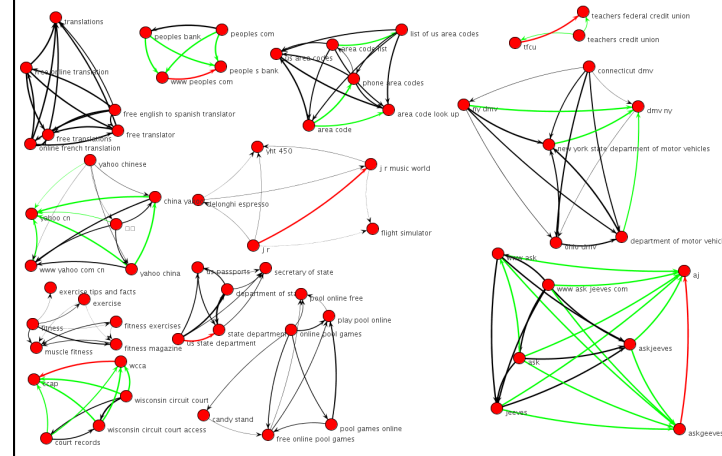 translations
free online translation
free english to spanish translator
free translator
free translations
online french translation
peoples bank
peoples com
people s bank
www peoples com
list of us area codes
area code list
us area codes
phone area codes
area code look up
area code
teachers federal credit union
teachers credit union
tfcu
connecticut dmv
ny dmv
dmv ny
new york state department of motor vehicles
ohio dmv
department of motor vehic
yahoo chinese
china ya
yahoo cn
www yahoo com cn
yahoo china
yht 450
j r music world
delonghi espresso
flight simulator
j r
exercise tips and facts
exercise
fitness
fitness exercises
muscle fitness
fitness magazine
us passports
secretary of state
department of sta
state department
us state department
pool online free
play pool online
online pool games
candy stand
pool games online
free online pool games
wcca
ccap
wisconsin circuit court
wisconsin circuit court access
court records
www ask
aj
www ask jeeves com
askjeeves
ask
jeeves
askgeeves